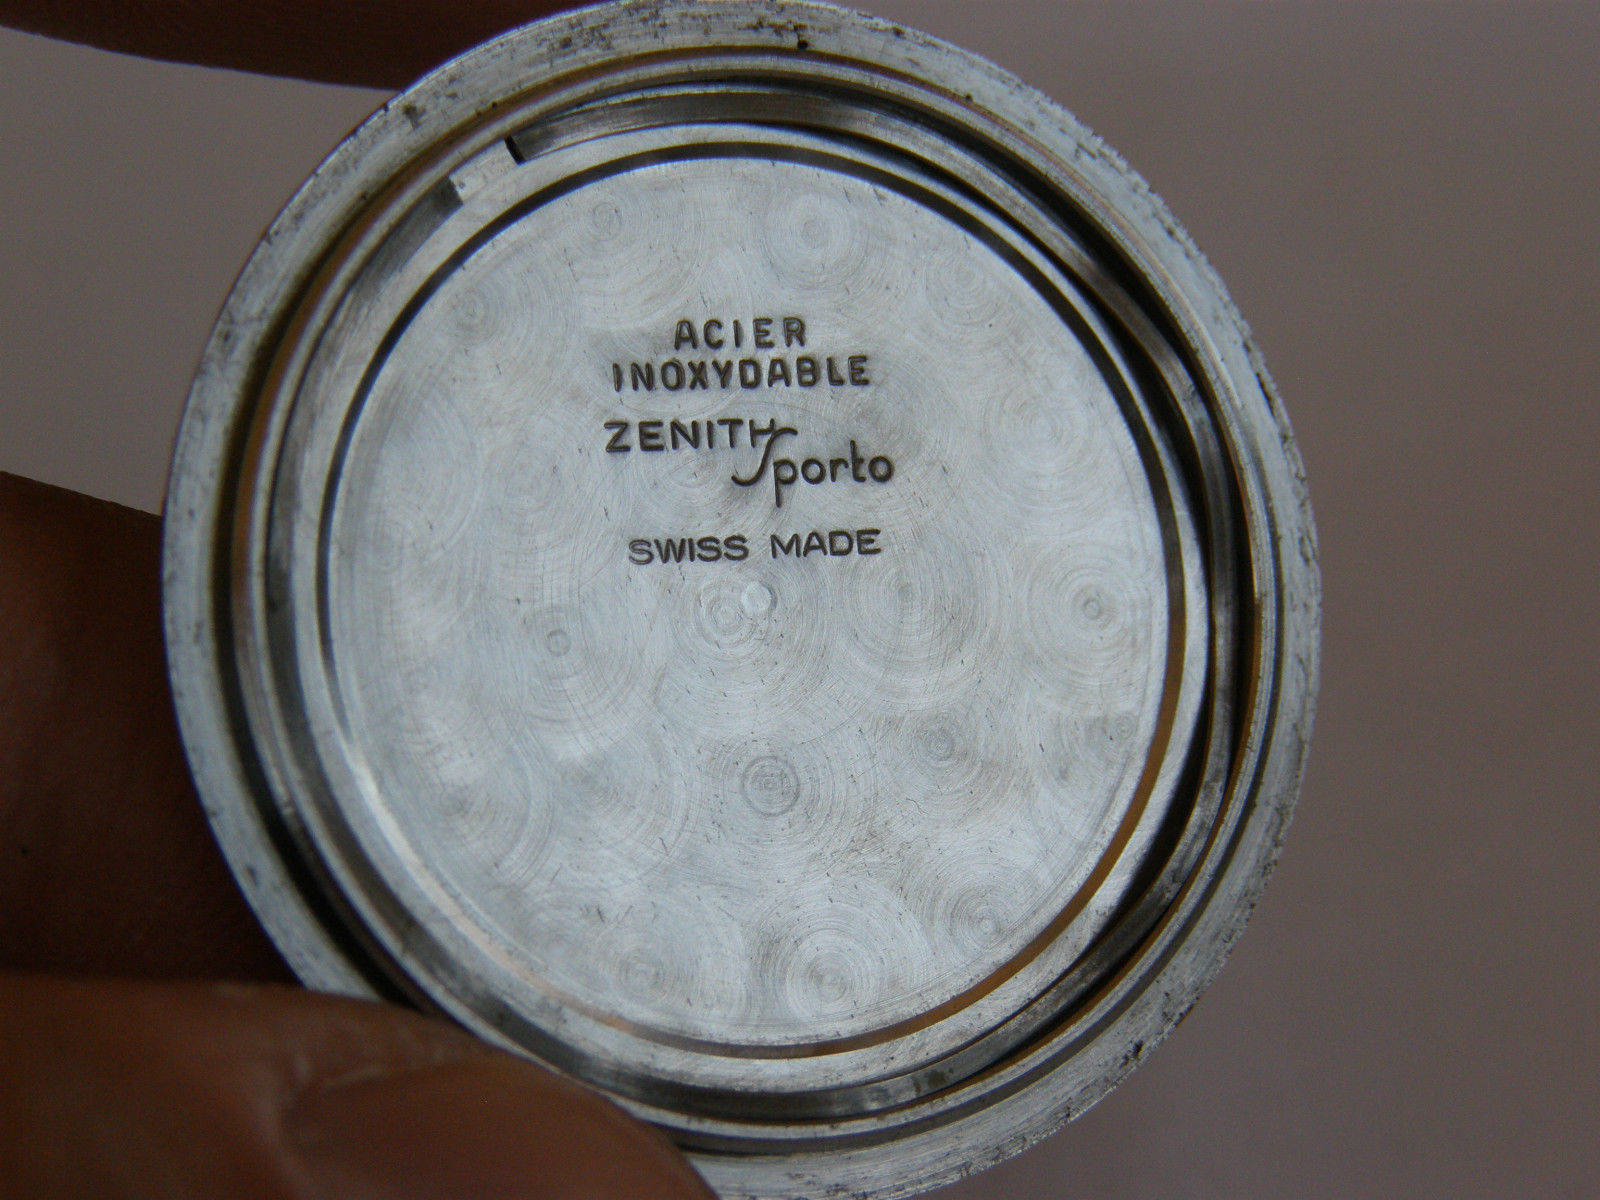 ACIER
INOXYDABLE
ZENITH
Sporto
SWISS MADE